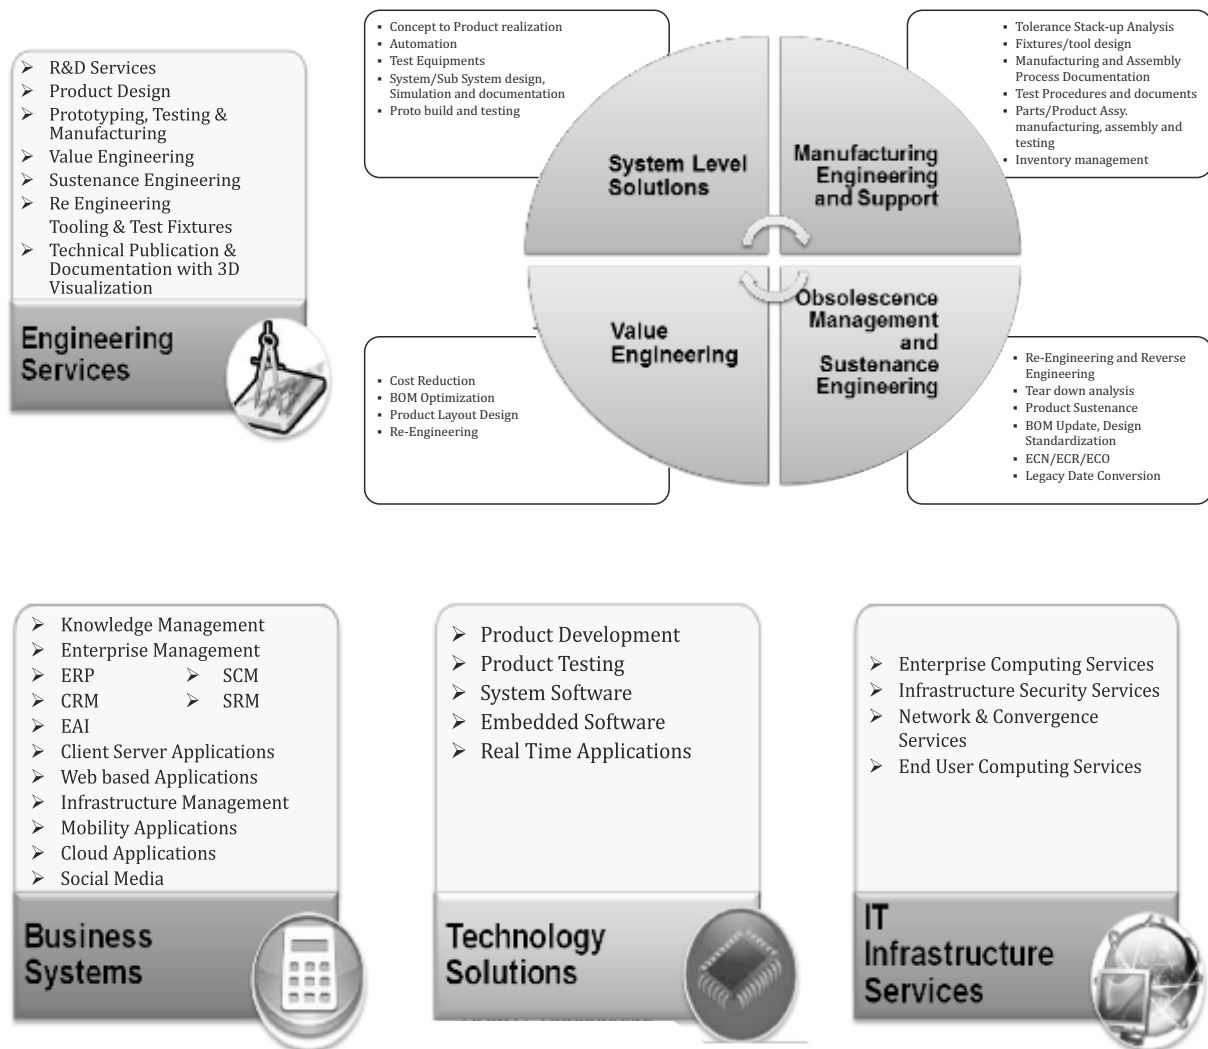 R&D Services
Product Design
Prototyping, Testing &
Manufacturing
Value Engineering
Sustenance Engineering
Re Engineering
Tooling & Test Fixtures
Technical Publication &
Documentation with 3D
Visualization
Engineering
Services
Concept to Product realization
Automation
Test Equipments
System/Sub System design,
Simulation and documentation
Proto build and testing
System Level
Solutions
Manufacturing
Engineering
and Support
Tolerance Stack-up Analysis
Fixtures/tool design
Manufacturing and Assembly
Process Documentation
Test Procedures and documents
Parts/Product Assy.
manufacturing, assembly and
testing
Inventory management
Cost Reduction
BOM Optimization
Product Layout Design
Re-Engineering
Value
Engineering
Obsolescence
Management
and
Sustenance
Engineering
Re-Engineering and Reverse
Engineering
Tear down analysis
Product Sustenance
BOM Update, Design
Standardization
ECN/ECR/ECO
Legacy Date Conversion
Knowledge Management
Enterprise Management
ERP SCM
CRM SRM
EAI
Client Server Applications
Web based Applications
Infrastructure Management
Mobility Applications
Cloud Applications
Social Media
Business
Systems
Product Development
Product Testing
System Software
Embedded Software
Real Time Applications
Technology
Solutions
Enterprise Computing Services
Infrastructure Security Services
Network & Convergence
Services
End User Computing Services
IT
Infrastructure
Services